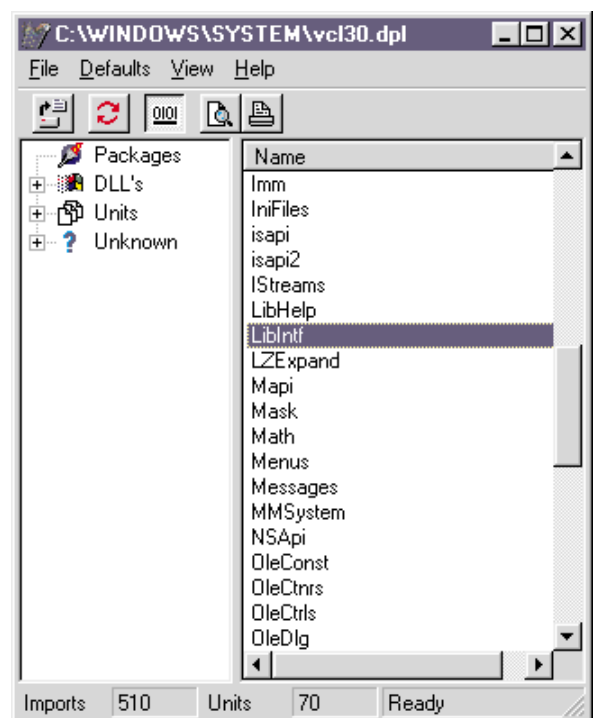 C:\WINDOWS\SYSTEM\vcl30.dpl
File Defaults View Help
0101
Packages
DLL's
Units
Unknown
Name
Imm
IniFiles
isapi
isapi2
IStreams
LibHelp
LibIntf
LZExpand
Mapi
Mask
Math
Menus
Messages
MMSystem
NSApi
OleConst
OleCtnrs
OleCtrls
OleDlg
Imports 510 Units 70 Ready